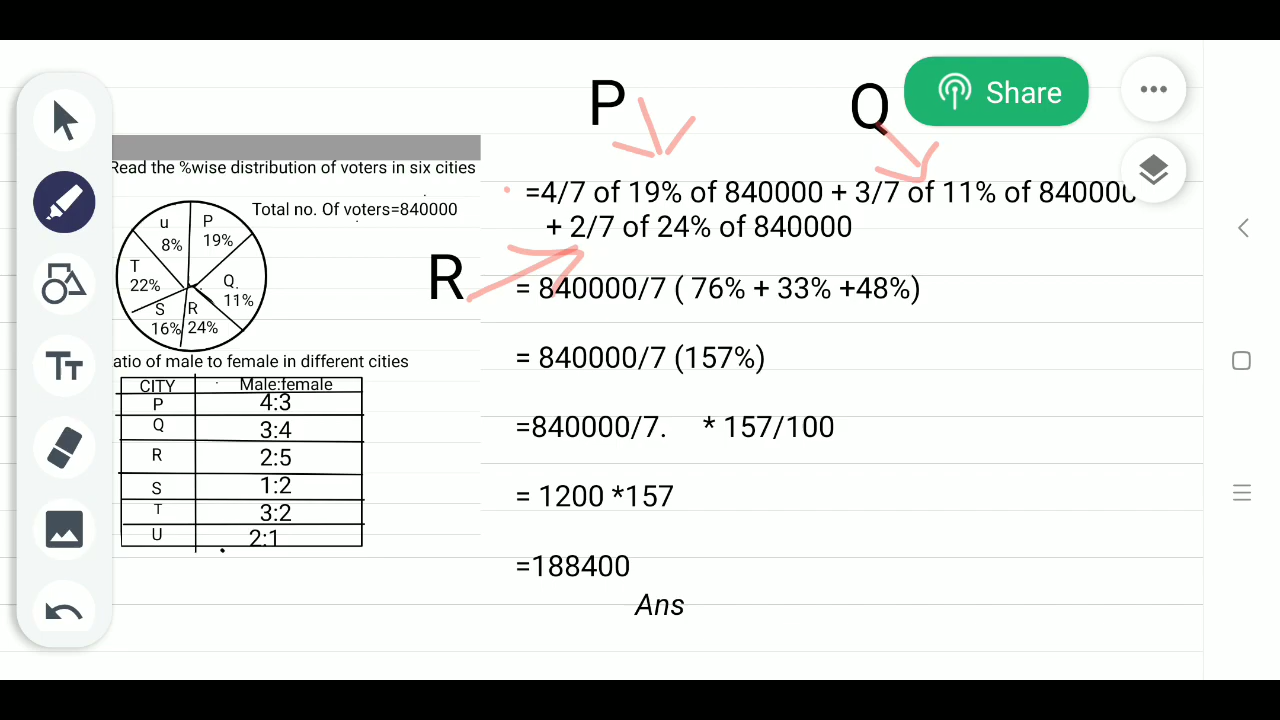 P
Q
Share
Read the %wise distribution of voters in six cities
Total no. Of voters=840000
u
8%
P
19%
T
22%
Q.
11%
S
16%
R
24%
R
=4/7 of 19% of 840000 + 3/7 of 11% of 840000
+ 2/7 of 24% of 840000
= 840000/7 ( 76% + 33% +48%)
= 840000/7 (157%)
=840000/7. * 157/100
= 1200 *157
=188400
Ans
atio of male to female in different cities
CITY Male:female
P 4:3
Q 3:4
R 2:5
S 1:2
T 3:2
U 2:1
TT